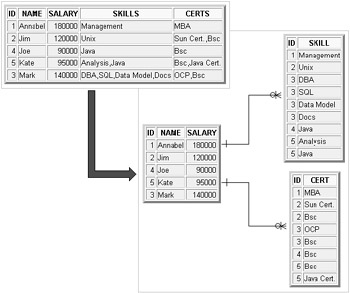 ID NAME SALARY SKILLS CERTS
1 Annabel 180000 Management MBA
2 Jim 120000 Unix Sun Cert.,Bsc
4 Joe 90000 Java Bsc
5 Kate 95000 Analysis,Java Bsc,Java Cert.
3 Mark 140000 DBA,SQL,Data Model,Docs OCP,Bsc
ID SKILL
1 Management
2 Unix
3 DBA
3 SQL
3 Data Model
3 Docs
4 Java
5 Analysis
5 Java
ID NAME SALARY
1 Annabel 180000
2 Jim 120000
4 Joe 90000
5 Kate 95000
3 Mark 140000
ID CERT
1 MBA
2 Sun Cert.
2 Bsc
3 OCP
3 Bsc
4 Bsc
5 Bsc
5 Java Cert.